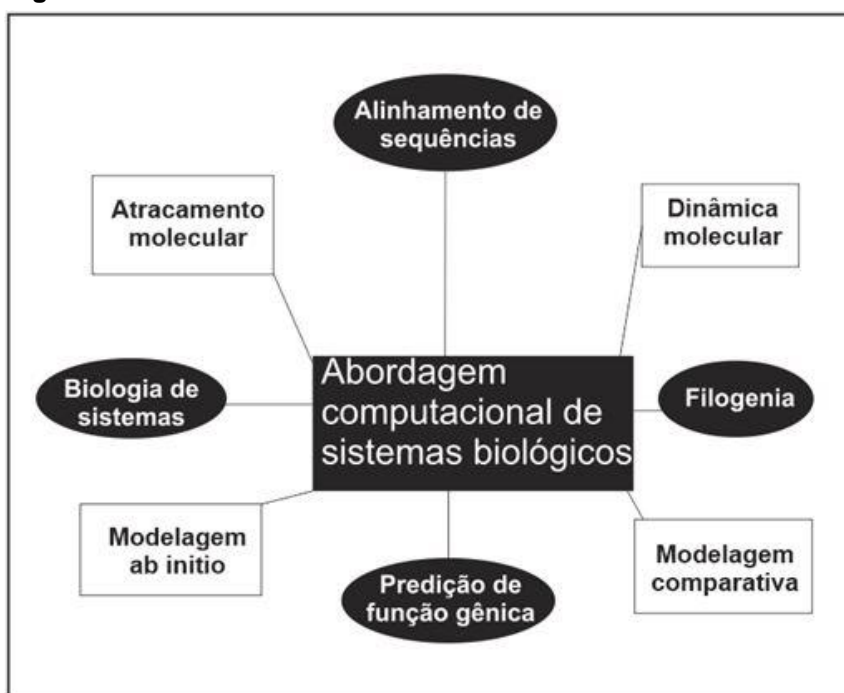 Alinhamento de
sequências
Atracamento
molecular
Dinâmica
molecular
Abordagem
computacional de
sistemas biológicos
Biologia de
sistemas
Filogenia
Modelagem
ab initio
Predição de
função gênica
Modelagem
comparativa